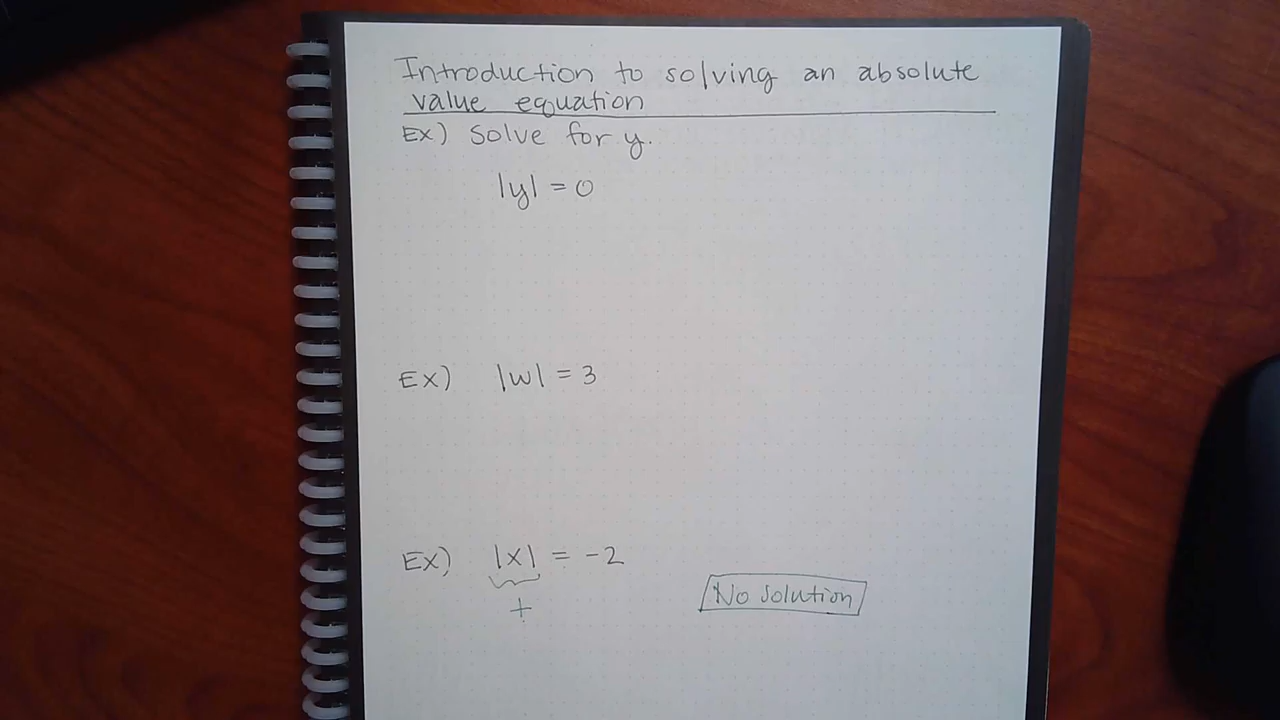 Introduction to solving an absolute
value equation
Ex) Solve for y.
|y| = 0
Ex) |w| = 3
Ex) |x| = -2
No solution
+